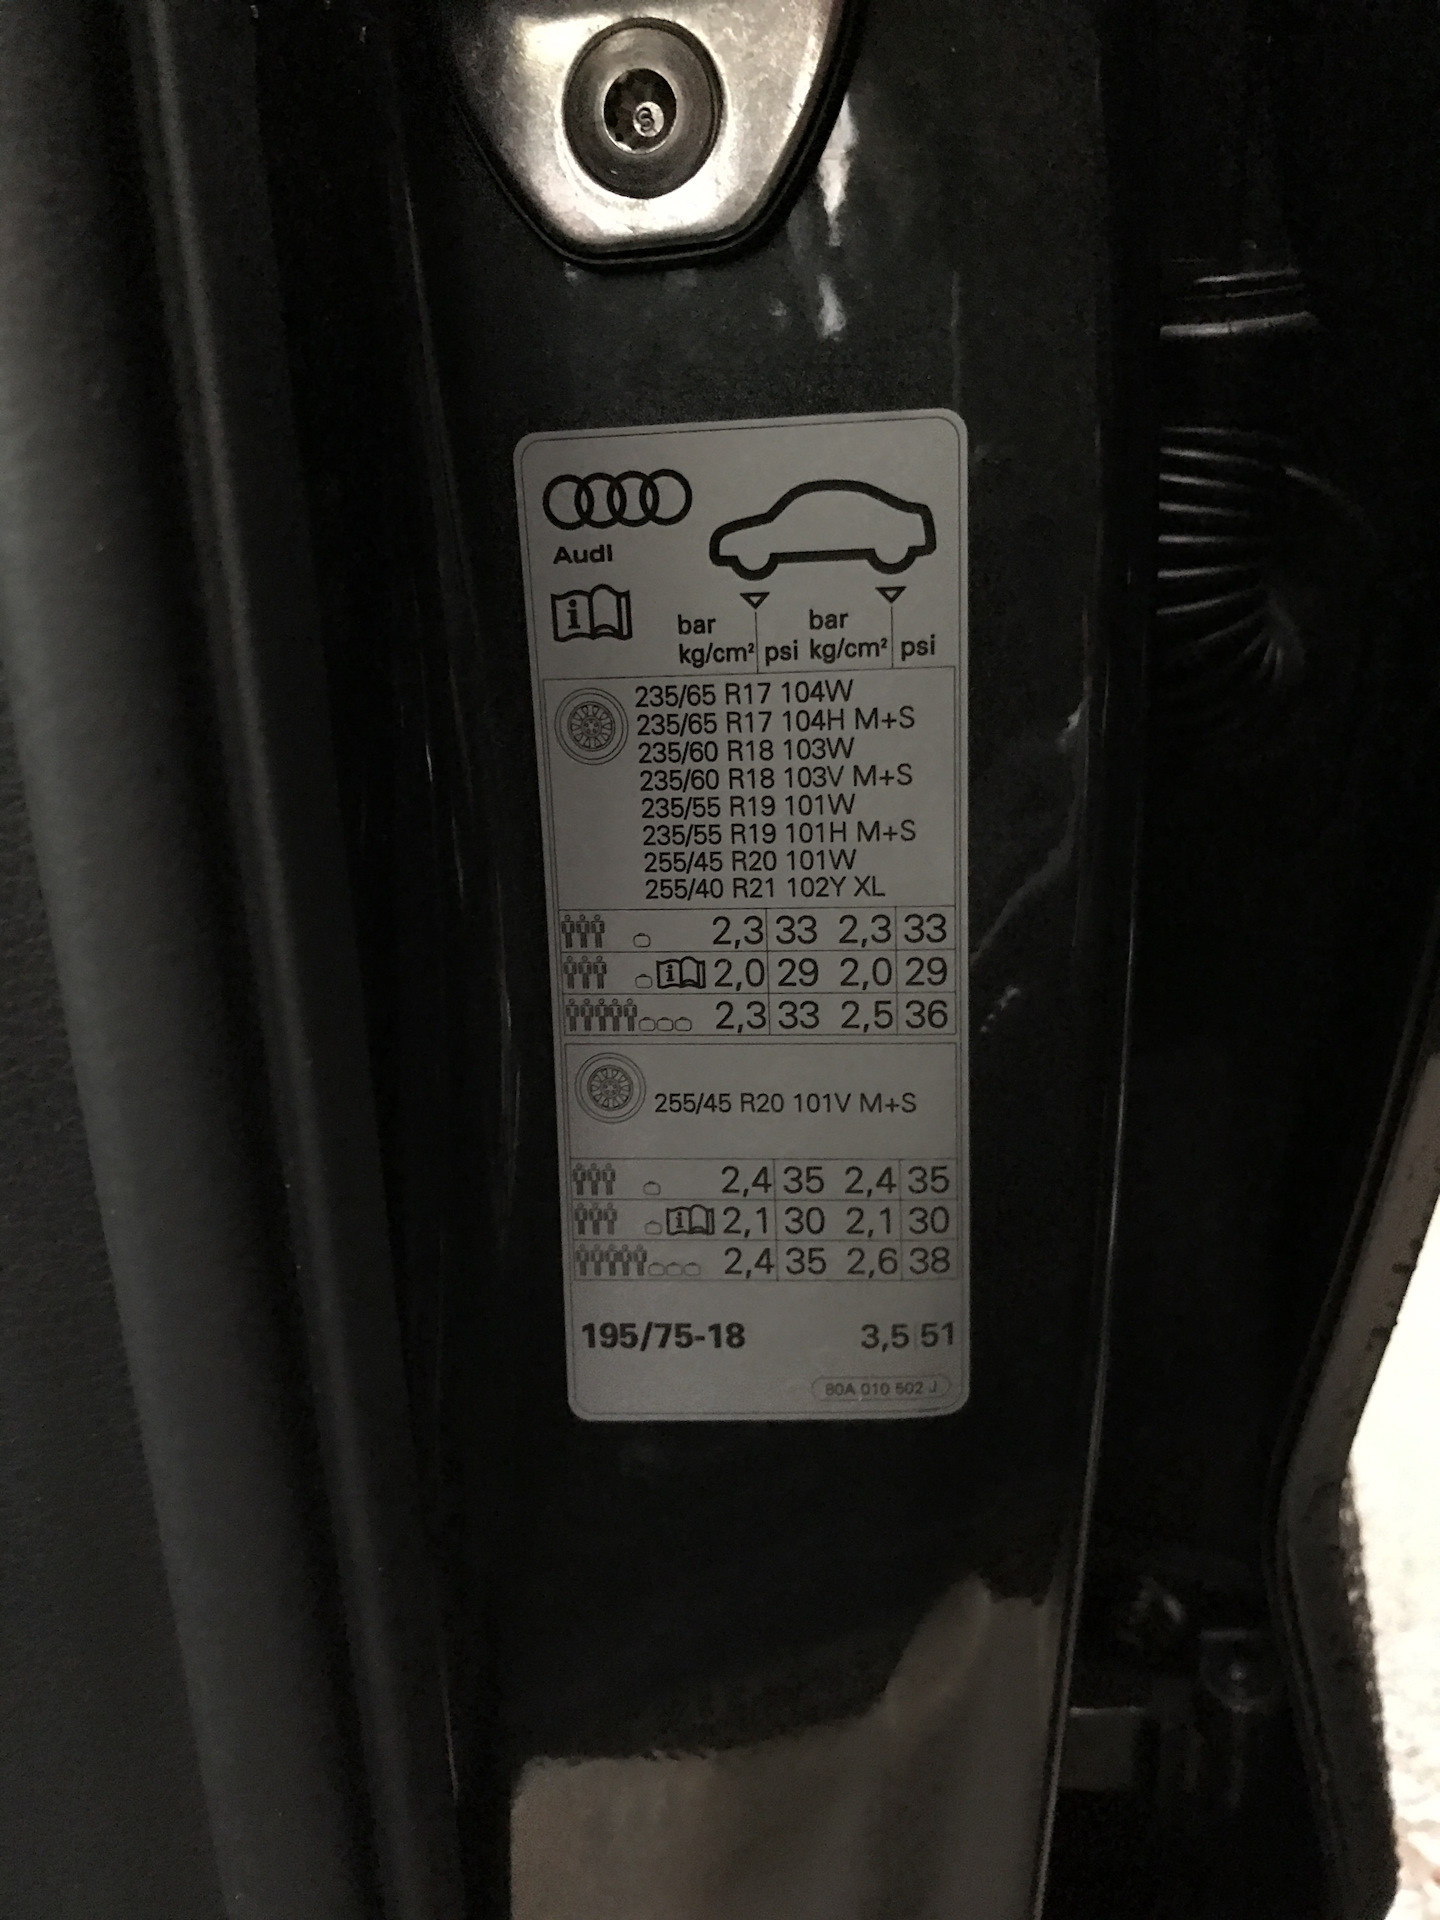 Audi
bar bar
kg/cm² psi kg/cm² psi
235/65 R17 104W
235/65 R17 104H M+S
235/60 R18 103W
235/60 R18 103V M+S
235/55 R19 101W
235/55 R19 101H M+S
255/45 R20 101W
255/40 R21 102Y XL
2,3 33 2,3 33
i 2,0 29 2,0 29
2,3 33 2,5 36
255/45 R20 101V M+S
2,4 35 2,4 35
i 2,1 30 2,1 30
2,4 35 2,6 38
195/75-18 3,5 51
80A 010 502 J